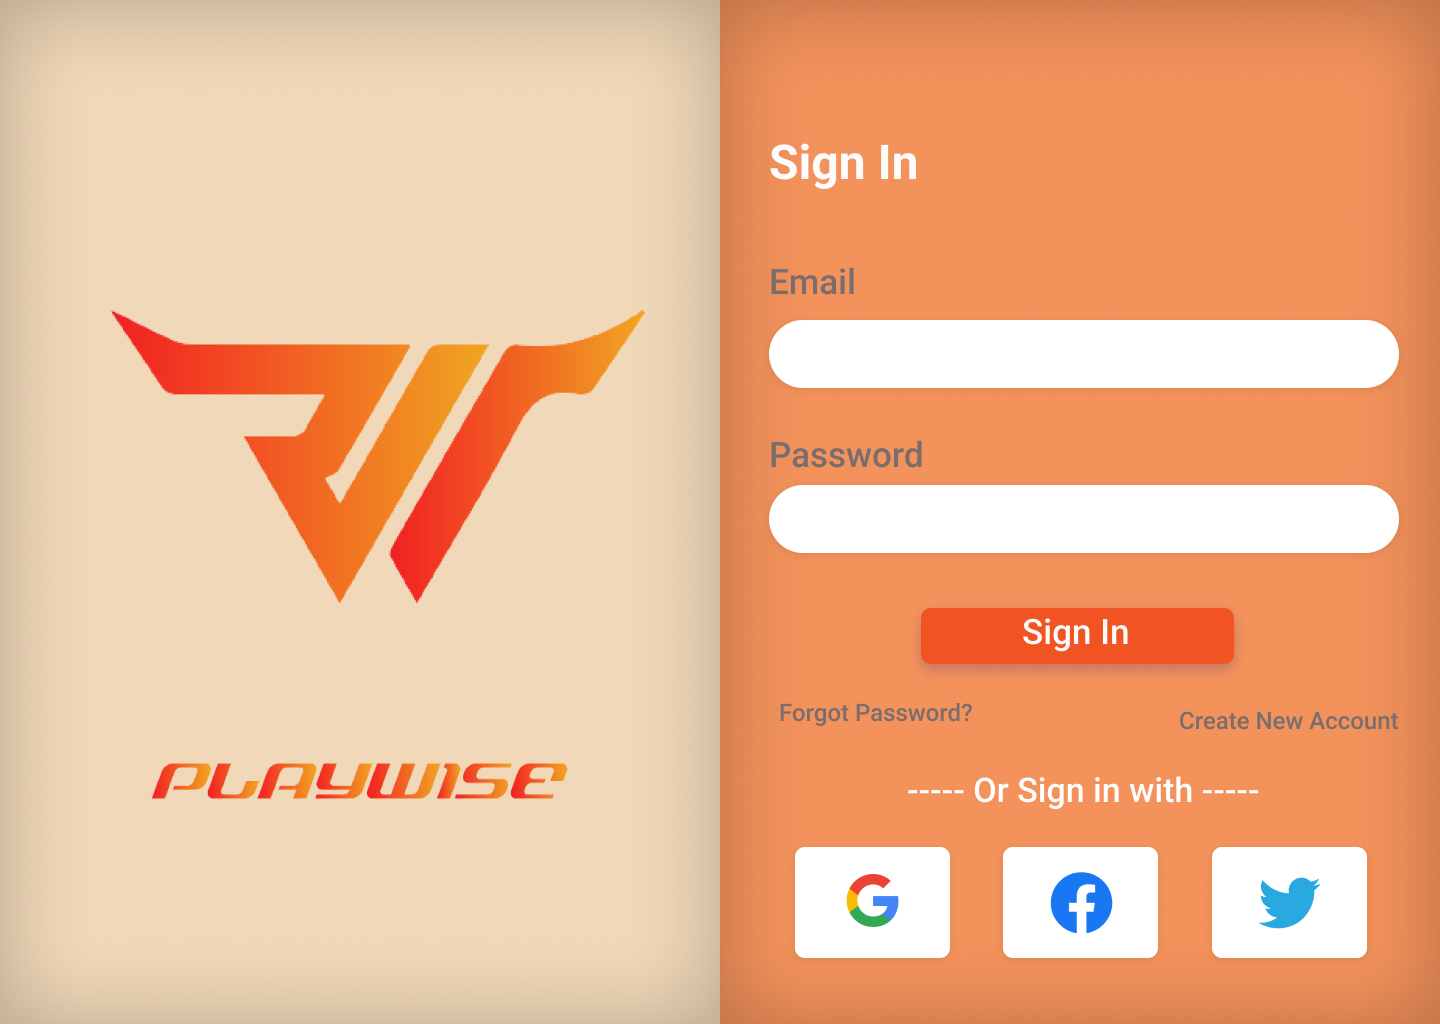 PLAYWISE
Sign In
Email
Password
Sign In
Forgot Password?
Create New Account
----- Or Sign in with -----